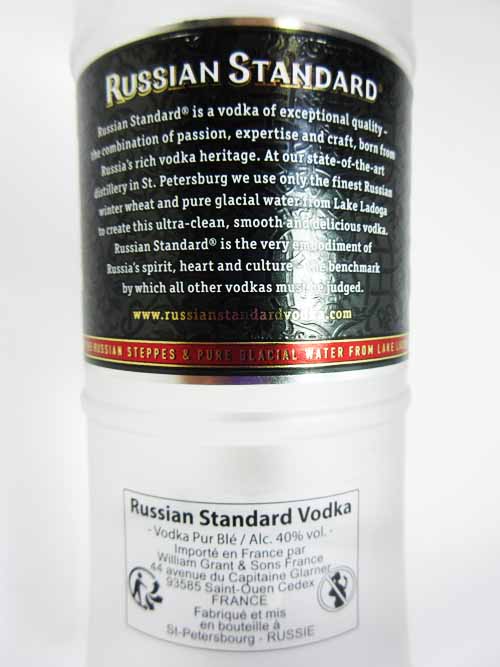 RUSSIAN STANDARD
Russian Standard® is a vodka of exceptional quality -
the combination of passion, expertise and craft, born from
Russia's rich vodka heritage. At our state-of-the-art
distillery in St. Petersburg we use only the finest Russian
winter wheat and pure glacial water from Lake Ladoga
to create this ultra-clean, smooth and delicious vodka.
Russian Standard® is the very embodiment of
Russia's spirit, heart and culture - the benchmark
by which all other vodkas must be judged.
www.russianstandardvodka.com
RUSSIAN STEPPES & PURE GLACIAL WATER FROM LAKE
Russian Standard Vodka
- Vodka Pur Blé / Alc. 40% vol. -
Importé en France par
William Grant & Sons France
44 avenue du Capitaine Glarner
93585 Saint-Ouen Cedex
FRANCE
Fabriqué et mis
en bouteille à
St-Petersbourg - RUSSIE